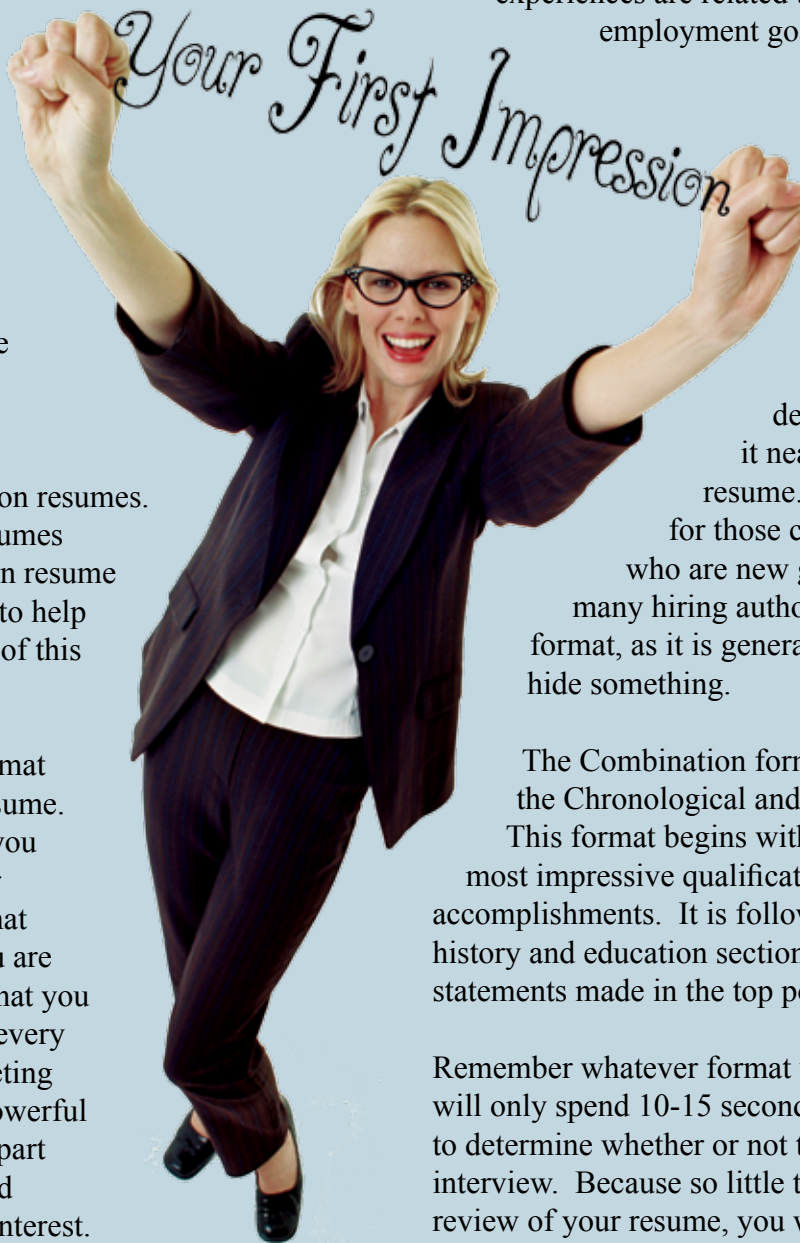 Your First Impression
e
on resumes.
umes
n resume
to help
of this
mat
sume.
you
hat
u are
hat you
every
eting
owerful
part
d
nterest.
experiences are related
employment go
de
it nea
resume.
for those c
who are new g
many hiring autho
format, as it is genera
hide something.
The Combination form
the Chronological and
This format begins with
most impressive qualificat
accomplishments. It is follow
history and education section
statements made in the top po
Remember whatever format
will only spend 10-15 second
to determine whether or not t
interview. Because so little t
review of your resume, you w